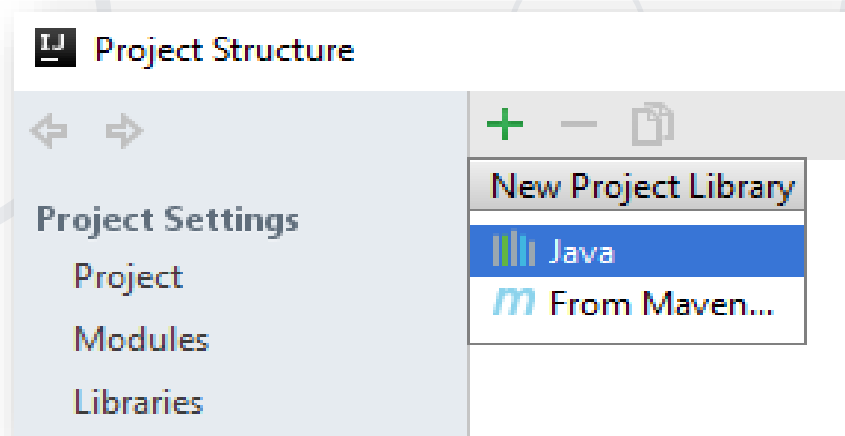 IJ Project Structure
New Project Library
Project Settings
Java
Project
m From Maven...
Modules
Libraries